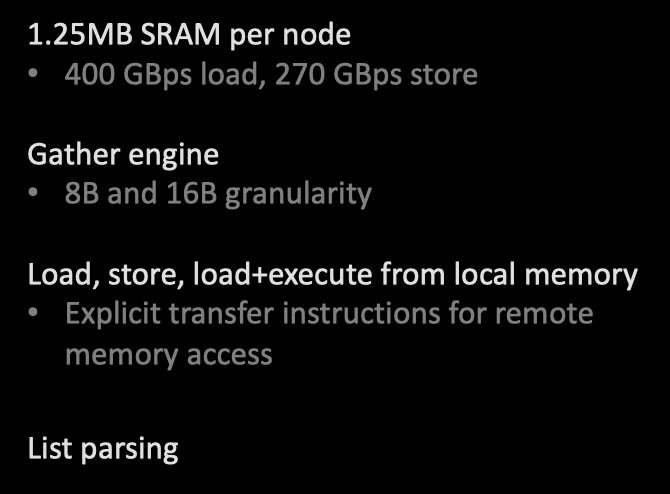 1.25MB SRAM per node
• 400 GBps load, 270 GBps store
Gather engine
• 8B and 16B granularity
Load, store, load+execute from local memory
• Explicit transfer instructions for remote
memory access
List parsing